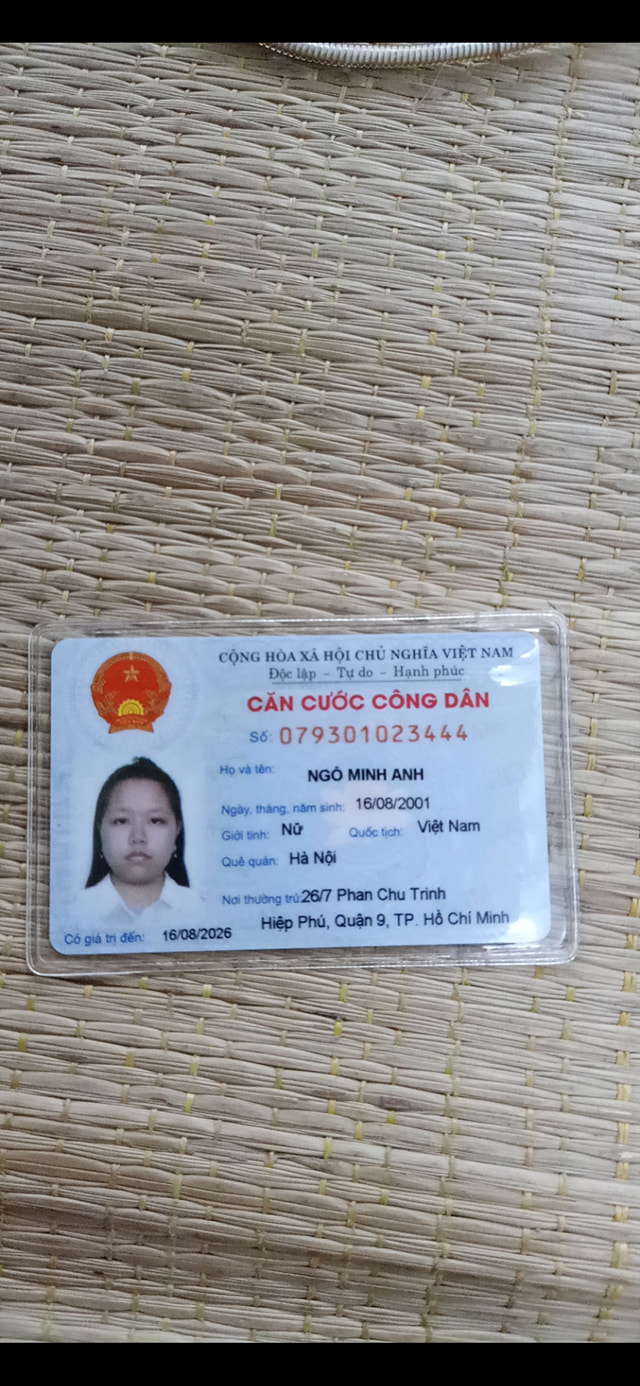 CỘNG HÒA XÃ HỘI CHỦ NGHĨA VIỆT NAM
Độc lập – Tự do – Hạnh phúc
CĂN CƯỚC CÔNG DÂN
Số: 079301023444
Họ và tên: NGÔ MINH ANH
Ngày, tháng, năm sinh: 16/08/2001
Giới tính: Nữ Quốc tịch: Việt Nam
Quê quán: Hà Nội
Nơi thường trú: 26/7 Phan Chu Trinh
Hiệp Phú, Quận 9, TP. Hồ Chí Minh
Có giá trị đến: 16/08/2026